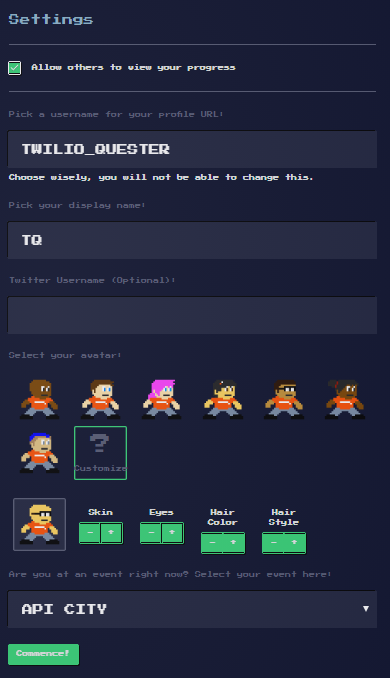 Settings
Allow others to view your progress
Pick a username for your profile URL!
TWILIO_QUESTER
Choose wisely, you will not be able to change this.
Pick your display name!
TQ
Twitter Username (Optional)!
Select your avatar!
?
Customize
Skin
Eyes
Hair Color
Hair Style
- +
- +
- +
- +
Are you at an event right now? Select your event here!
API CITY
Commence!